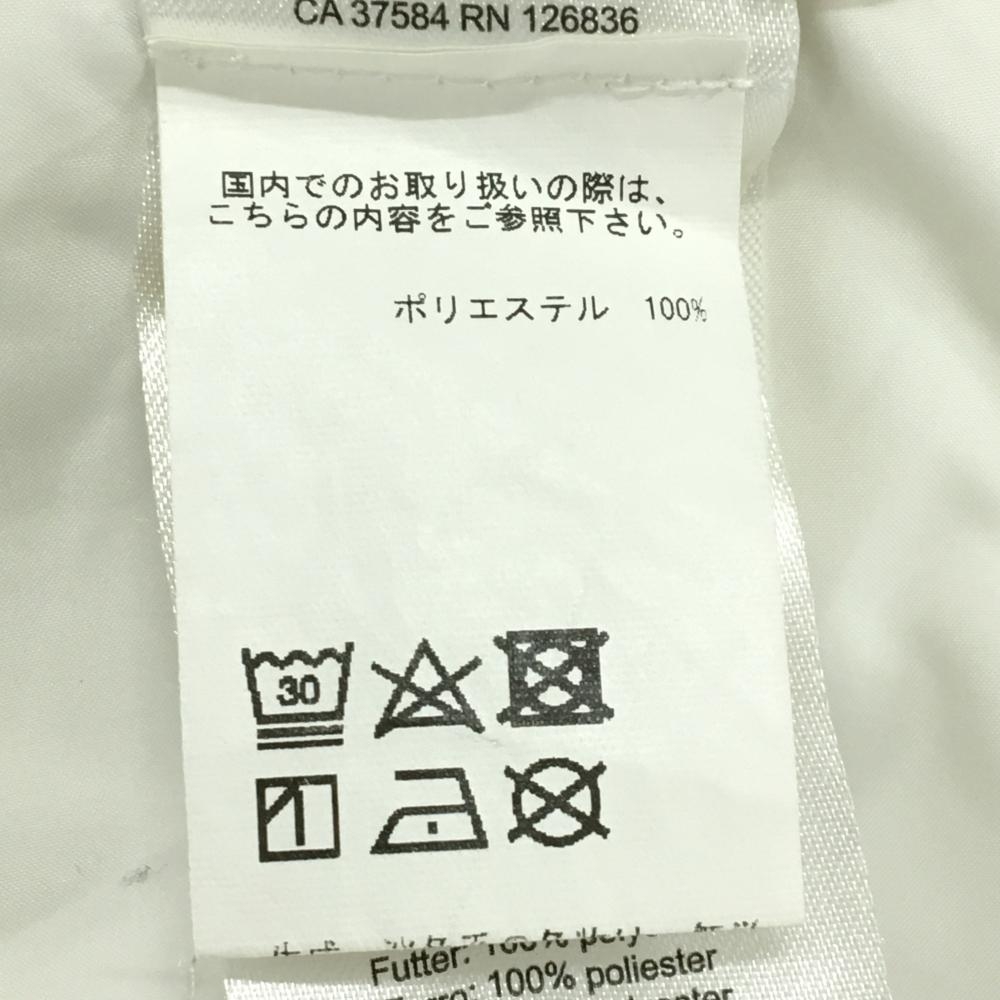 CA 37584 RN 126836
国内でのお取り扱いの際は、
こちらの内容をご参照下さい。
ポリエステル 100%
30
Futter: 100%
100% poliester